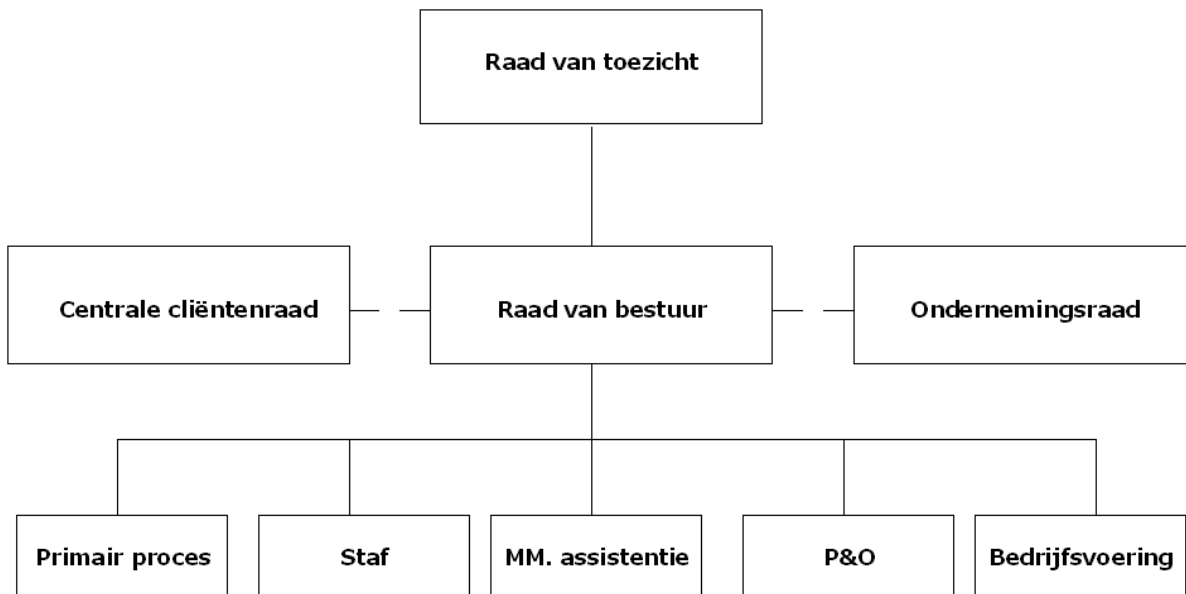 Raad van toezicht
Centrale cliëntenraad
Raad van bestuur
Ondernemingsraad
Primair proces
Staf
MM. assistentie
P&O
Bedrijfsvoering